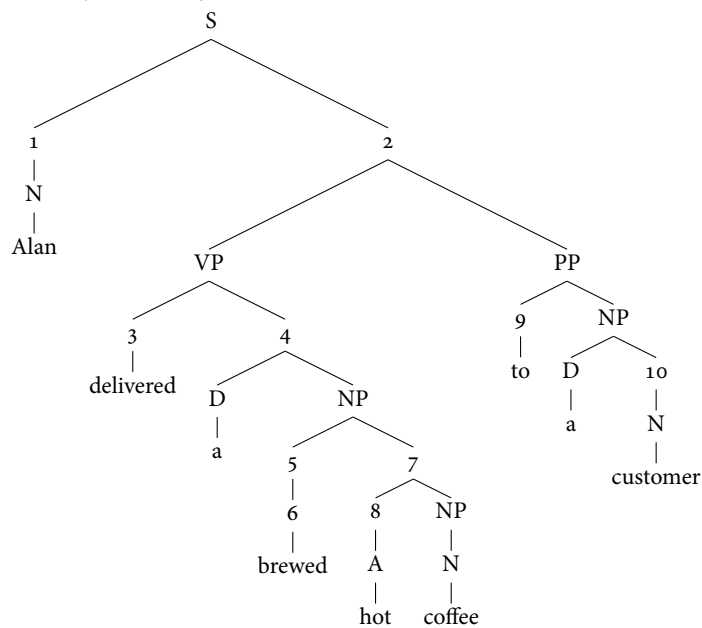 S
1 2
N
Alan
VP PP
3 4 9 NP
delivered D NP to D 10
a 5 7 a N
6 8 NP customer
brewed A N
hot coffee